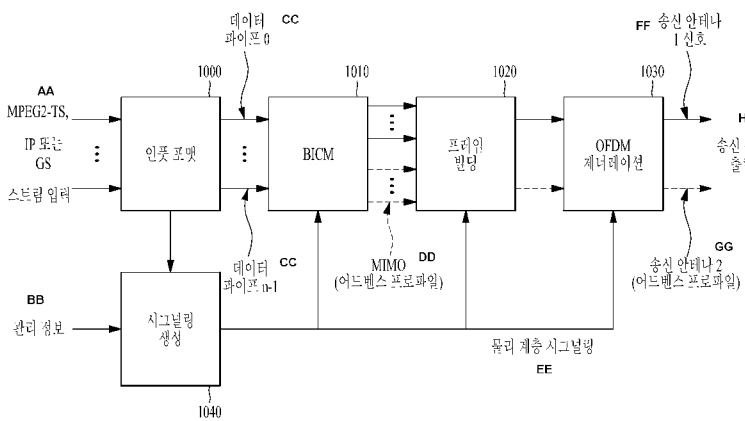 데이터
파이프 0
CC
FF
송신 안테나
1 신호
1000
1010
1020
1030
AA
MPEG2-TS,
IP 또는
GS
스트림 입력
인풋 포맷
BICM
프레임
빌딩
OFDM
제너레이션
H
송신
데이터
파이프 n-1
CC
MIMO
(어드벤스 프로파일)
DD
GG
송신 안테나 2
(어드벤스 프로파일)
BB
관리 정보
시그널링
생성
물리 계층 시그널링
EE
1040